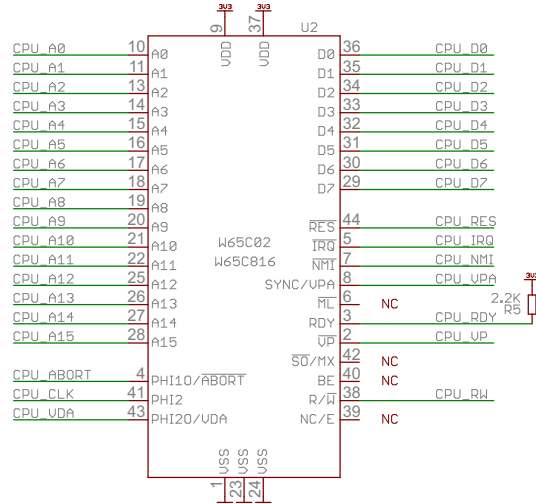 3V3 3V3
9 37 U2
VDD VDD
CPU_A0 10 A0 D0 36 CPU_D0
CPU_A1 11 A1 D1 35 CPU_D1
CPU_A2 13 A2 D2 34 CPU_D2
CPU_A3 14 A3 D3 33 CPU_D3
CPU_A4 15 A4 D4 32 CPU_D4
CPU_A5 16 A5 D5 31 CPU_D5
CPU_A6 17 A6 D6 30 CPU_D6
CPU_A7 18 A7 D7 29 CPU_D7
CPU_A8 19 A8
CPU_A9 20 A9 RES 44 CPU_RES
CPU_A10 21 A10 W65C02 IRQ 5 CPU_IRQ
CPU_A11 22 A11 W65C816 NMI 7 CPU_NMI
CPU_A12 25 A12 SYNC/VPA 8 CPU_VPA 3V3
CPU_A13 26 A13 ML 6 NC 2.2K
CPU_A14 27 A14 RDY 3 CPU_RDY R5
CPU_A15 28 A15 VP 2 CPU_VP
SO/MX 42 NC
CPU_ABORT 4 PHI1O/ABORT BE 40 NC
CPU_CLK 41 PHI2 R/W 38 CPU_RW
CPU_VDA 43 PHI2O/VDA NC/E 39 NC
VSS VSS VSS
1 23 24